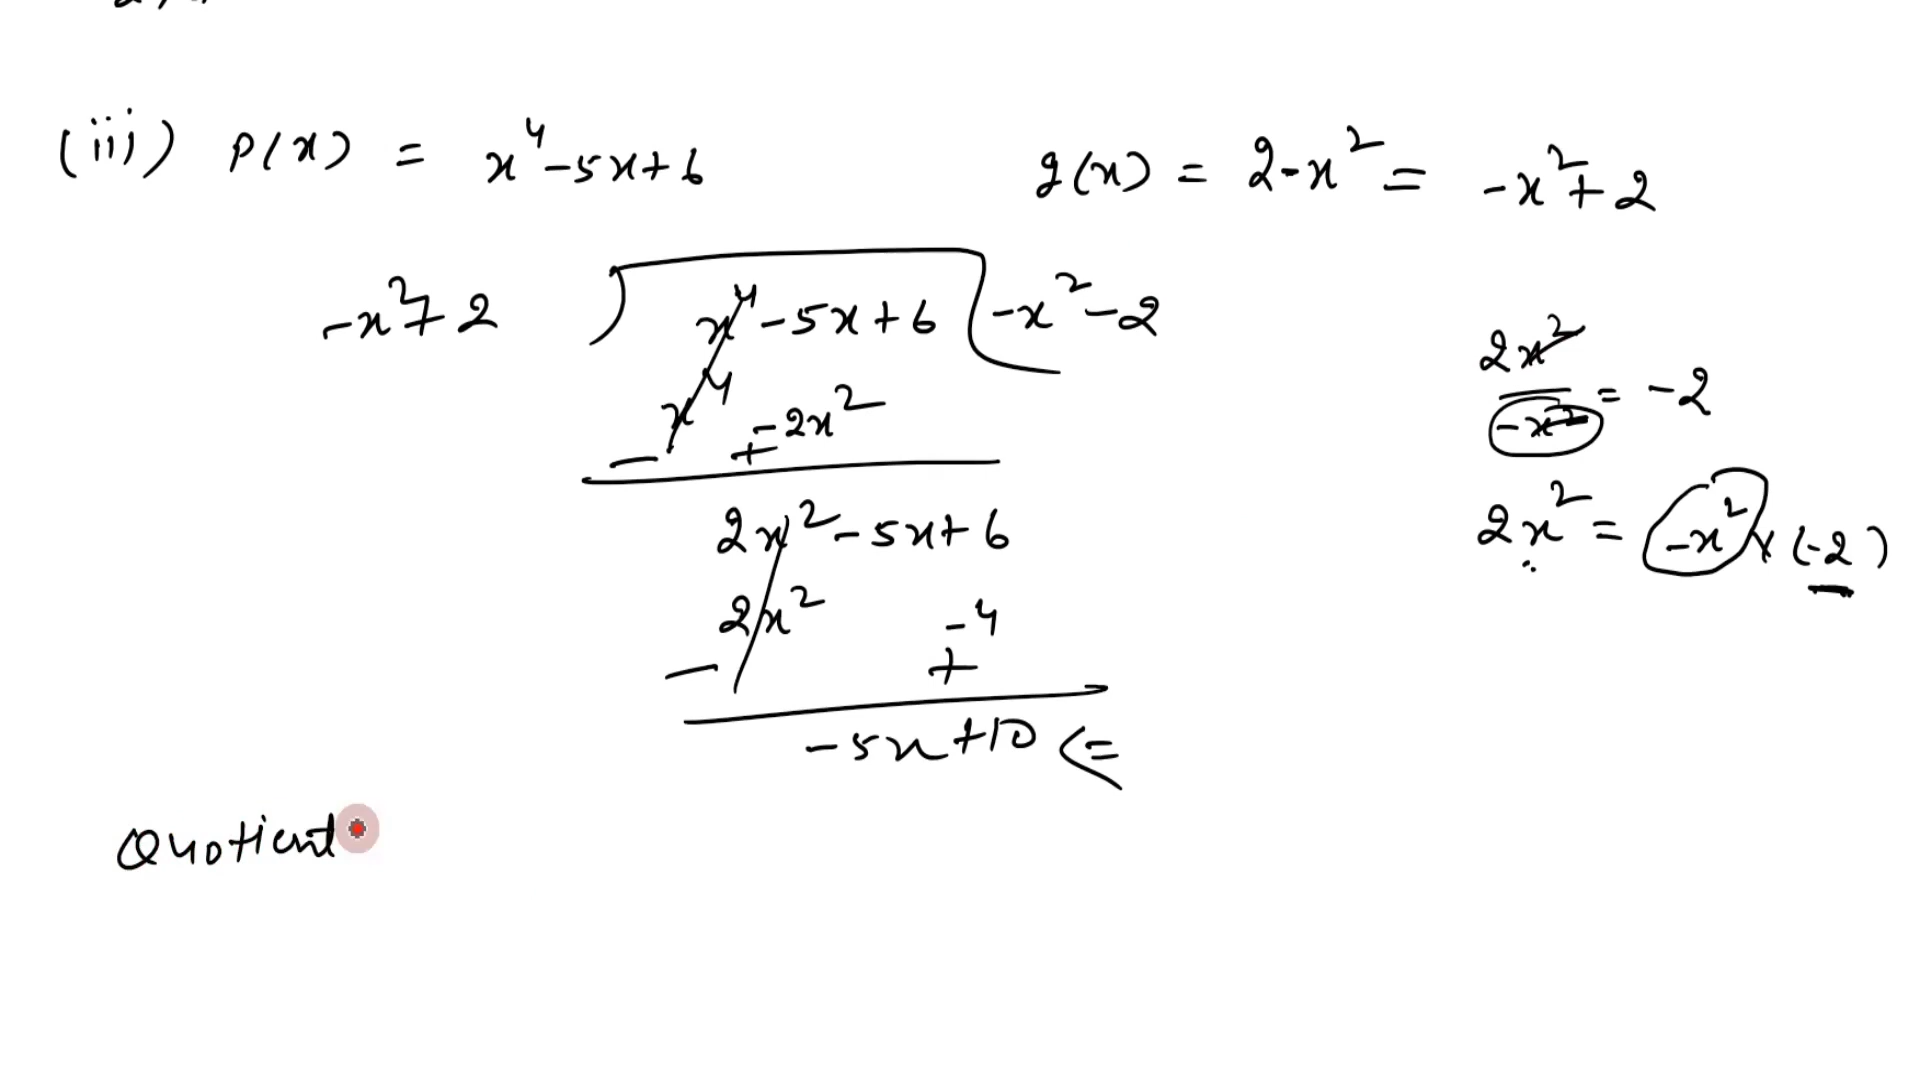 (iii) p(x) = x⁴-5x+6 g(x) = 2-x² = -x²+2
-x²+2 ) x⁴-5x+6 ( -x²-2
x⁴ -2x²
- +
2x²-5x+6
2x² -4
- +
-5x+10 <=
2x²/-x² = -2
2x² = -x² x (-2)
Quotient